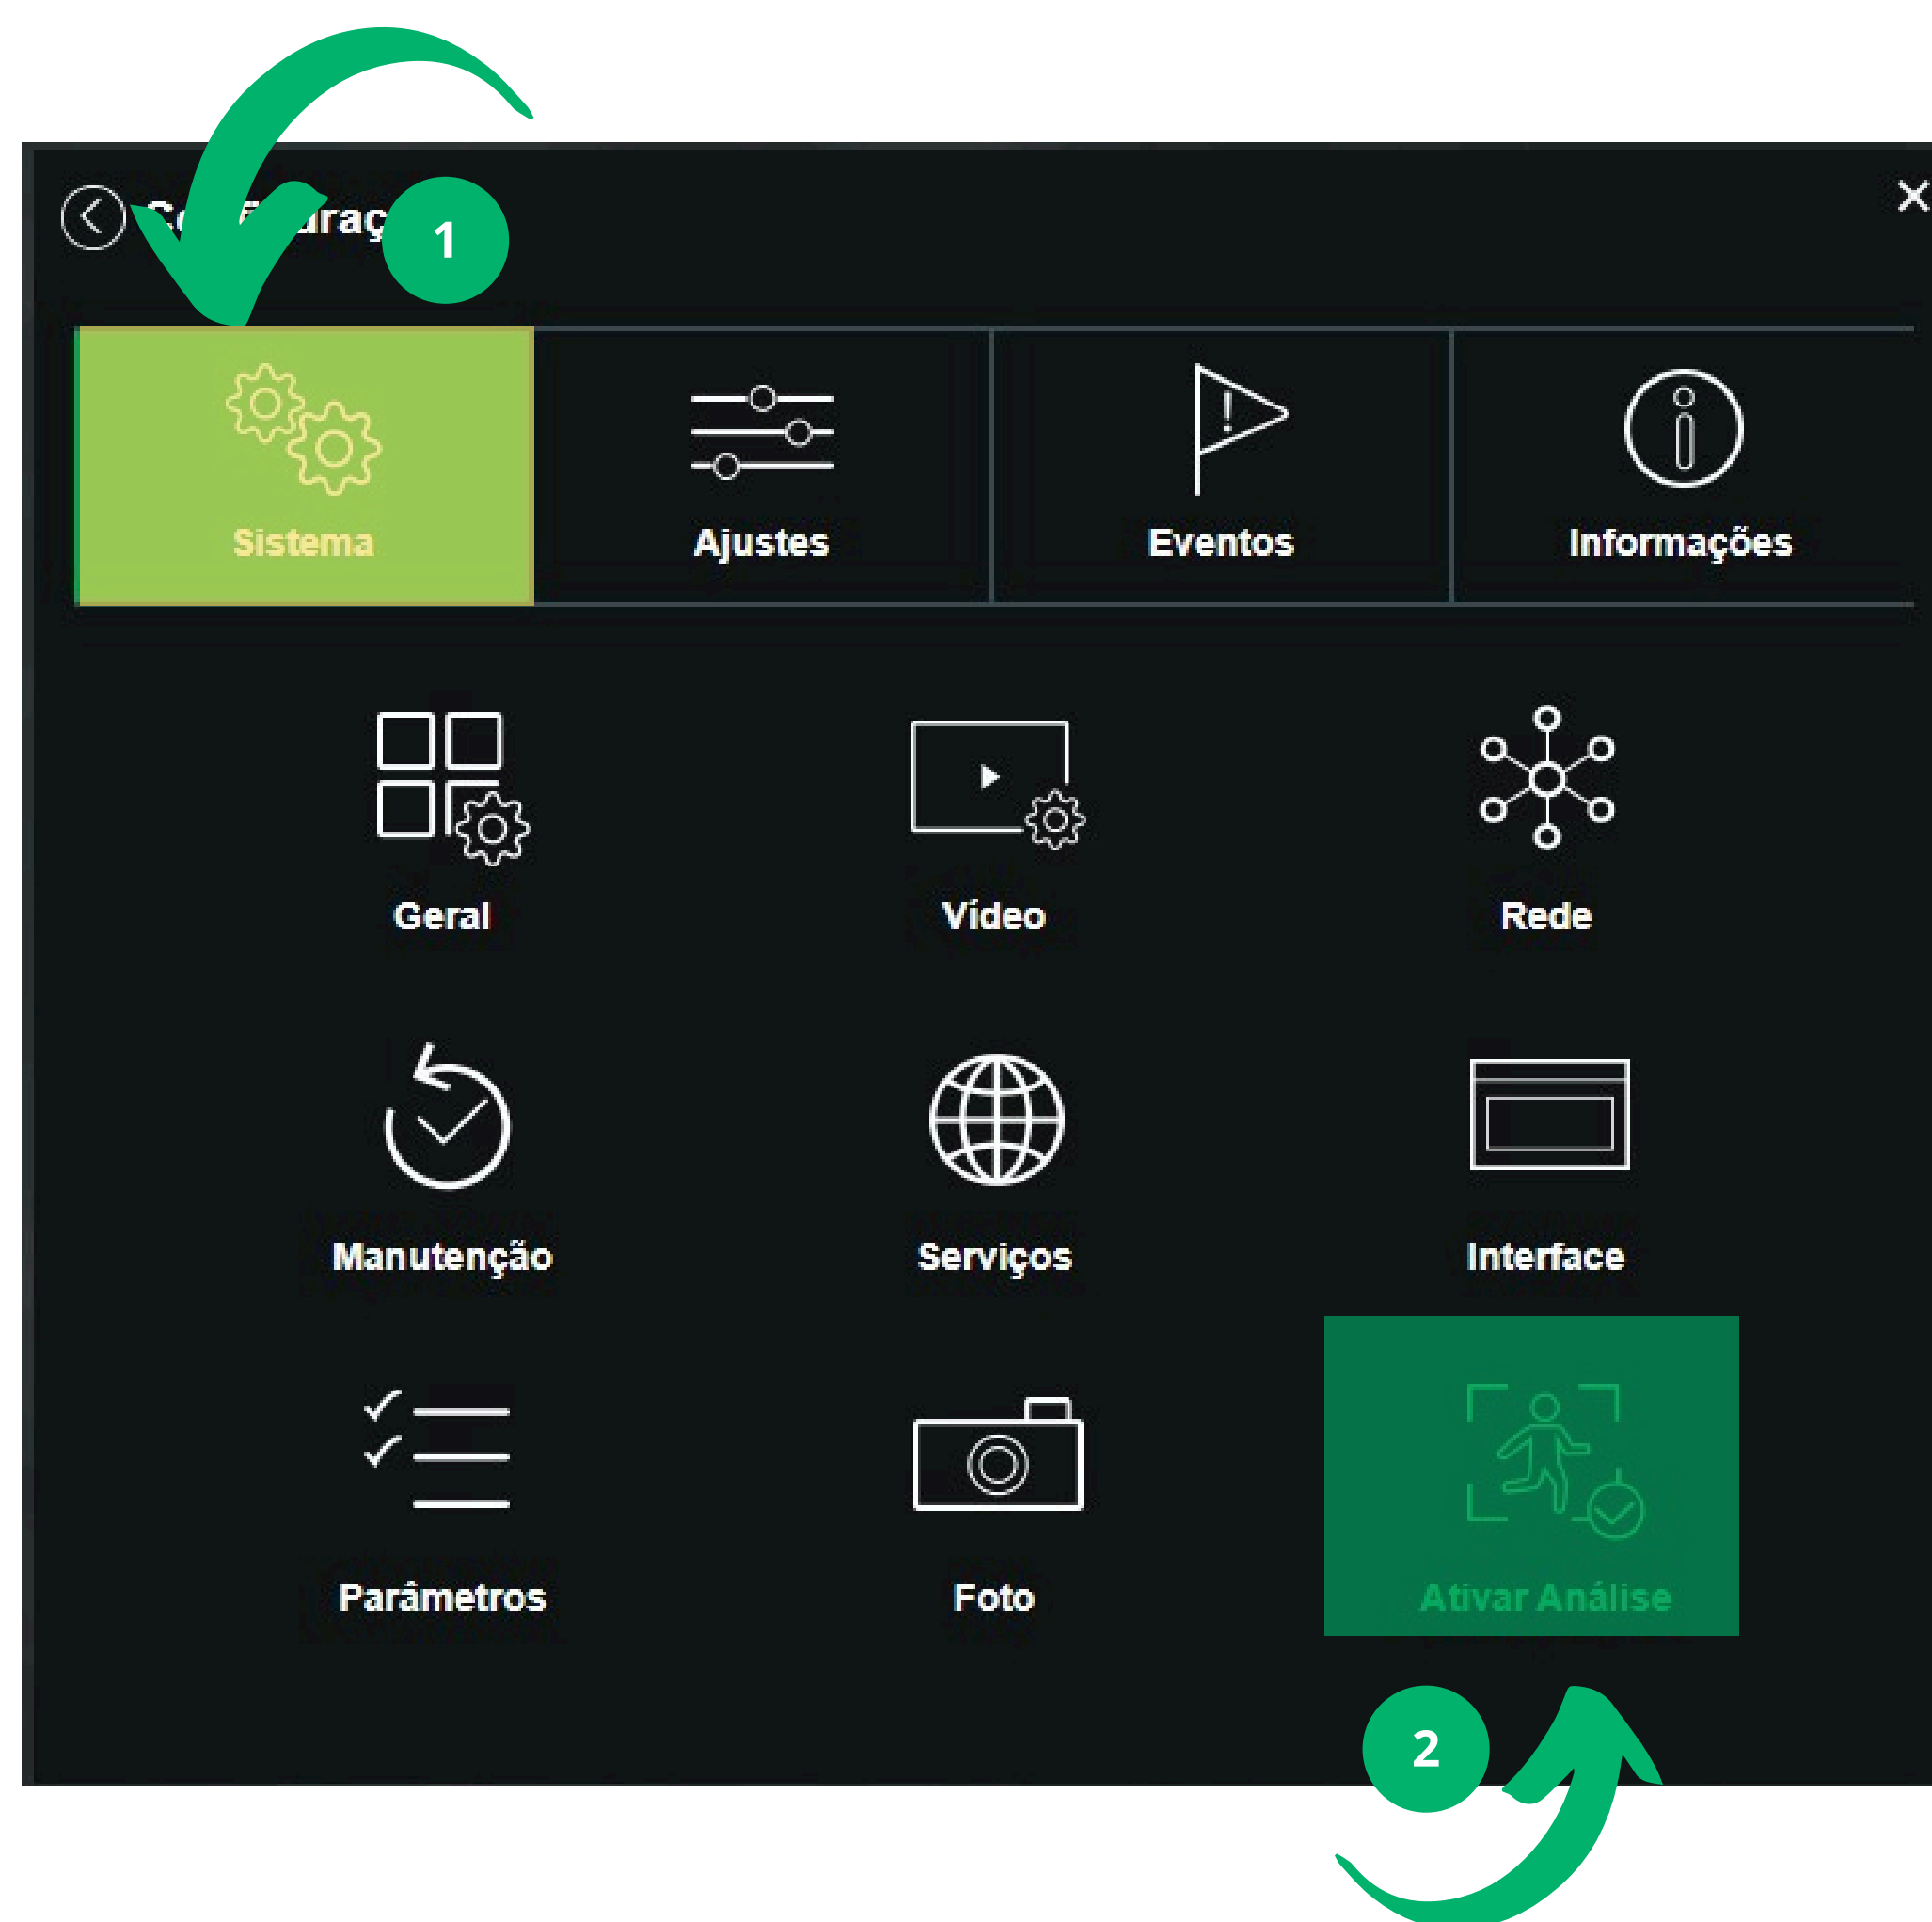 1
Sistema Ajustes Eventos Informações
Geral Vídeo Rede
Manutenção Serviços Interface
Parâmetros Foto Ativar Análise
2